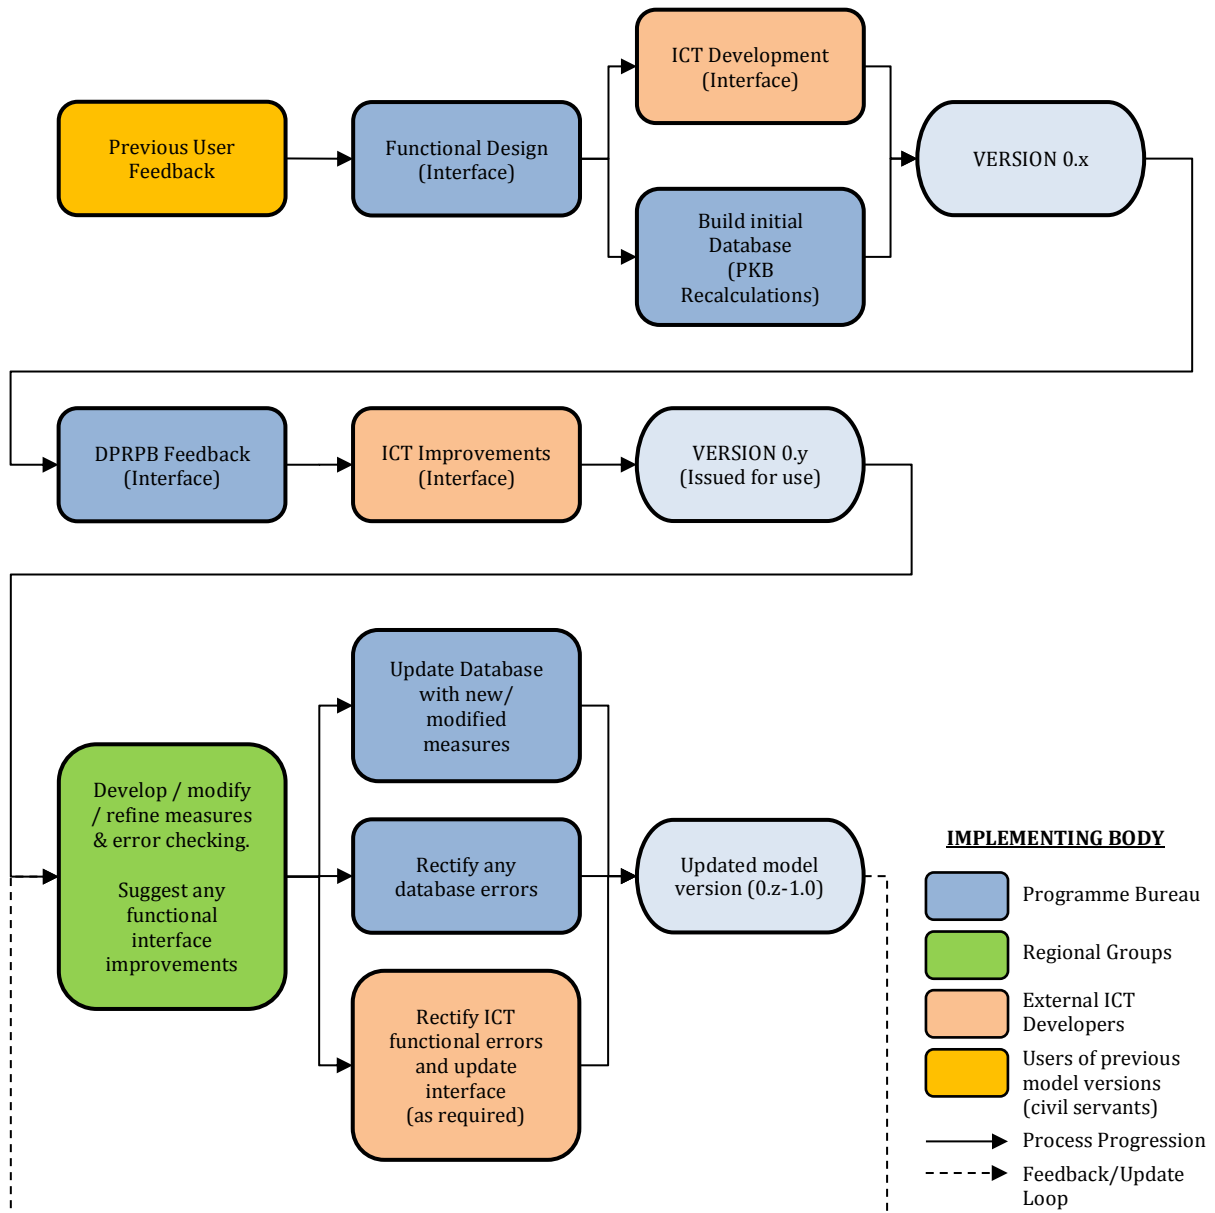 Previous User
Feedback
Functional Design
(Interface)
ICT Development
(Interface)
Build initial
Database
(PKB
Recalculations)
VERSION 0.x
DPRPB Feedback
(Interface)
ICT Improvements
(Interface)
VERSION 0.y
(Issued for use)
Develop / modify
/ refine measures
& error checking.
Suggest any
functional
interface
improvements
Update Database
with new/
modified
measures
Rectify any
database errors
Rectify ICT
functional errors
and update
interface
(as required)
Updated model
version (0.z-1.0)
IMPLEMENTING BODY
Programme Bureau
Regional Groups
External ICT
Developers
Users of previous
model versions
(civil servants)
Process Progression
Feedback/Update
Loop